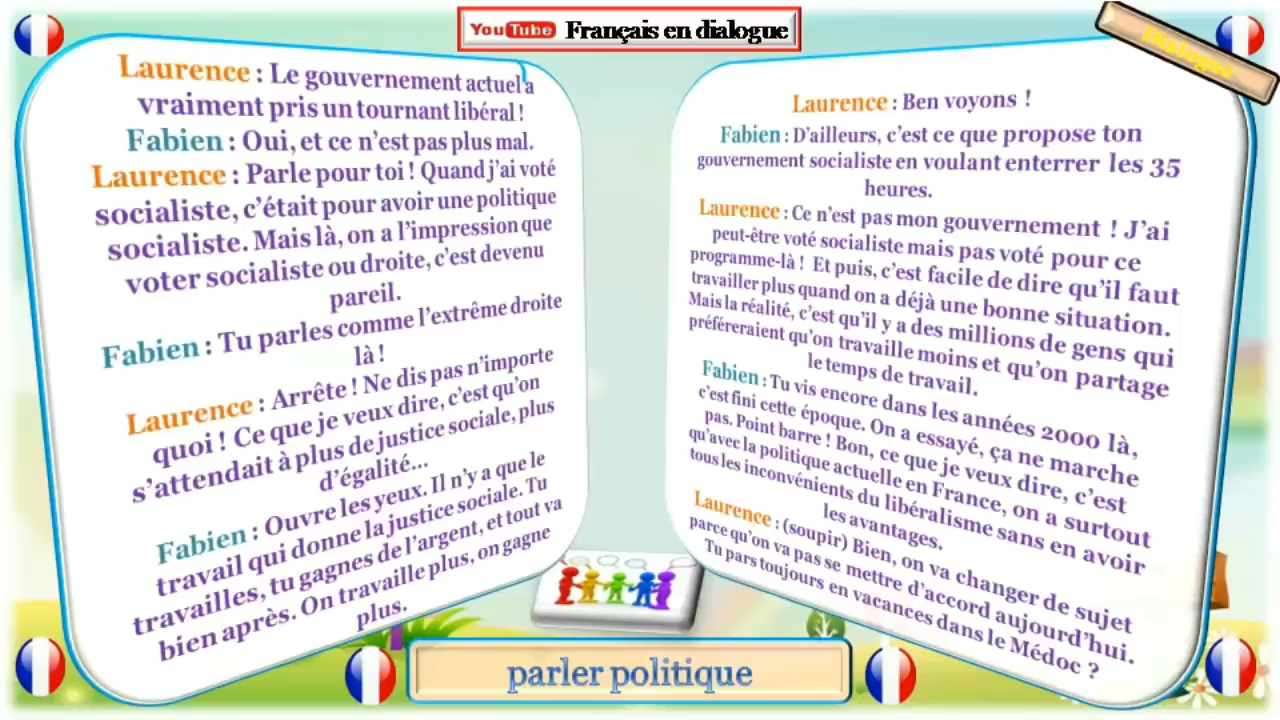 YouTube Français en dialogue
Dialogue
Laurence : Le gouvernement actuel a
vraiment pris un tournant libéral !
Fabien : Oui, et ce n'est pas plus mal.
Laurence : Parle pour toi ! Quand j'ai voté
socialiste, c'était pour avoir une politique
socialiste. Mais là, on a l'impression que
voter socialiste ou droite, c'est devenu
pareil.
Fabien : Tu parles comme l'extrême droite
là !
Laurence : Arrête ! Ne dis pas n'importe
quoi ! Ce que je veux dire, c'est qu'on
s'attendait à plus de justice sociale, plus
d'égalité...
Fabien : Ouvre les yeux. Il n'y a que le
travail qui donne la justice sociale. Tu
travailles, tu gagnes de l'argent, et tout va
bien après. On travaille plus, on gagne
plus.
Laurence : Ben voyons !
Fabien : D'ailleurs, c'est ce que propose ton
gouvernement socialiste en voulant enterrer les 35
heures.
Laurence : Ce n'est pas mon gouvernement ! J'ai
peut-être voté socialiste mais pas voté pour ce
programme-là ! Et puis, c'est facile de dire qu'il faut
travailler plus quand on a déjà une bonne situation.
Mais la réalité, c'est qu'il y a des millions de gens qui
préféreraient qu'on travaille moins et qu'on partage
le temps de travail.
Fabien : Tu vis encore dans les années 2000 là,
c'est fini cette époque. On a essayé, ça ne marche
pas. Point barre ! Bon, ce que je veux dire, c'est
qu'avec la politique actuelle en France, on a surtout
tous les inconvénients du libéralisme sans en avoir
les avantages.
Laurence : (soupir) Bien, on va changer de sujet
parce qu'on va pas se mettre d'accord aujourd'hui.
Tu pars toujours en vacances dans le Médoc ?
parler politique